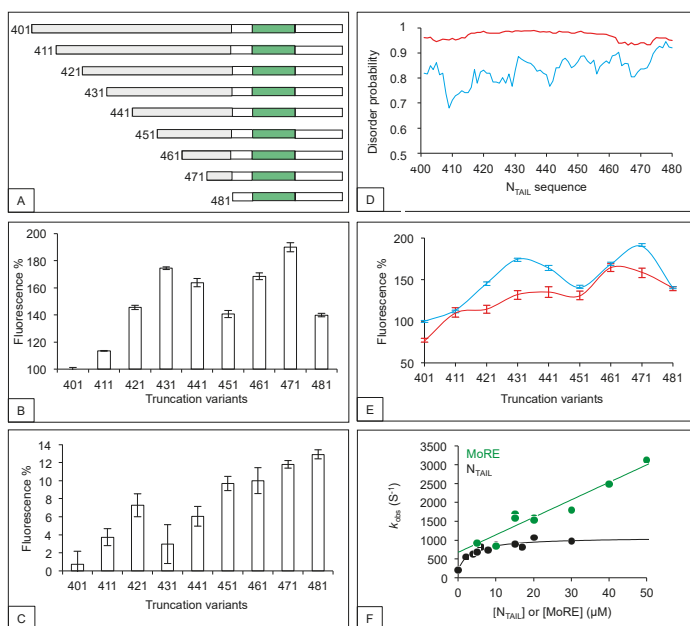 401
411
421
431
441
451
461
471
481
A
Fluorescence %
200
180
160
140
120
100
401 411 421 431 441 451 461 471 481
Truncation variants
B
Fluorescence %
14
12
10
8
6
4
2
0
401 411 421 431 441 451 461 471 481
Truncation variants
C
Disorder probability
1
0.9
0.8
0.7
0.6
0.5
400 410 420 430 440 450 460 470 480
NTAIL sequence
D
Fluorescence %
200
150
100
50
401 411 421 431 441 451 461 471 481
Truncation variants
E
kobs (S⁻¹)
3500
3000
2500
2000
1500
1000
500
0
MoRE
NTAIL
0 10 20 30 40 50
[NTAIL] or [MoRE] (µM)
F